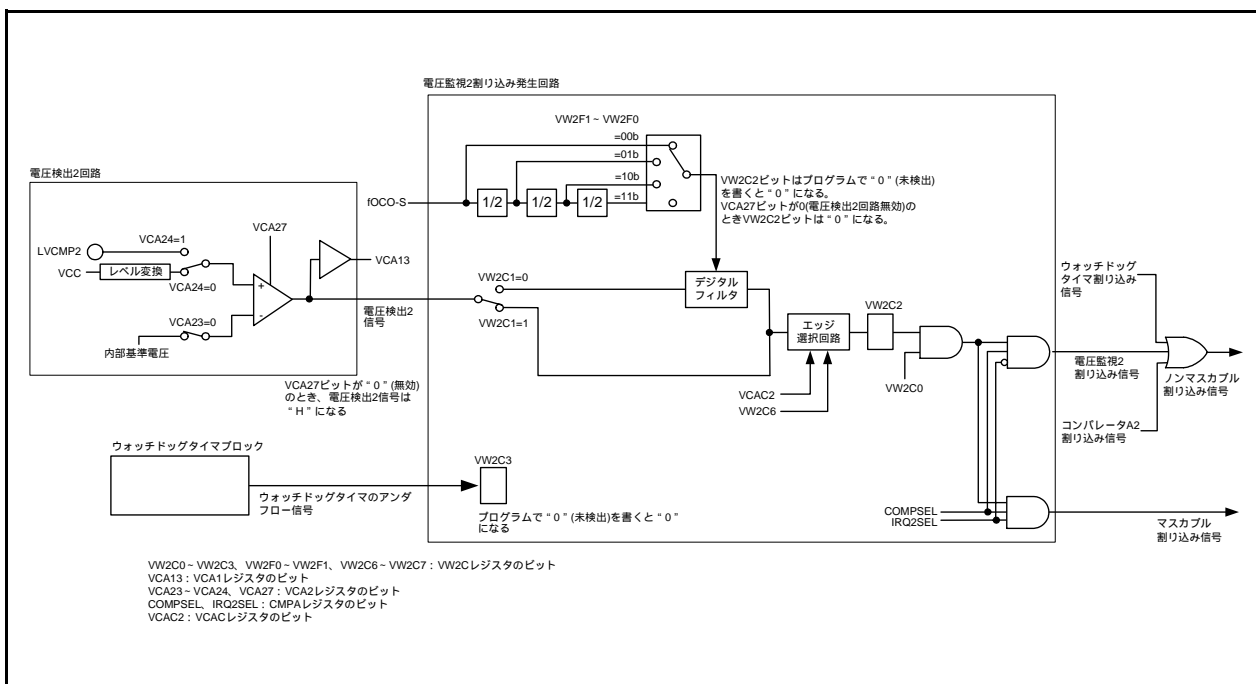 電圧監視2割り込み発生回路
VW2F1 ~ VW2F0
=00b
=01b
=10b
=11b
fOCO-S
1/2
1/2
1/2
VW2C2ビットはプログラムで “ 0 ” (未検出)
を書くと “ 0 ” になる。
VCA27ビットが0(電圧検出2回路無効)の
ときVW2C2ビットは “ 0 ” になる。
電圧検出2回路
VCA27
VCA24=1
LVCMP2
VCC
レベル変換
VCA24=0
+
-
VCA13
VCA23=0
内部基準電圧
電圧検出2
信号
VCA27ビットが “ 0 ” (無効)
のとき、電圧検出2信号は
“ H ” になる
VW2C1=0
VW2C1=1
デジタル
フィルタ
エッジ
選択回路
VW2C2
VW2C0
VCAC2
VW2C6
ウォッチドッグ
タイマ割り込み
信号
電圧監視2
割り込み信号
ノンマスカブル
割り込み信号
コンパレータA2
割り込み信号
ウォッチドッグタイマブロック
ウォッチドッグタイマのアンダ
フロー信号
VW2C3
プログラムで “ 0 ” (未検出)を書くと “ 0 ”
になる
COMPSEL
IRQ2SEL
マスカブル
割り込み信号
VW2C0 ~ VW2C3、VW2F0 ~ VW2F1、VW2C6 ~ VW2C7 : VW2Cレジスタのビット
VCA13 : VCA1レジスタのビット
VCA23 ~ VCA24、VCA27 : VCA2レジスタのビット
COMPSEL、IRQ2SEL : CMPAレジスタのビット
VCAC2 : VCACレジスタのビット